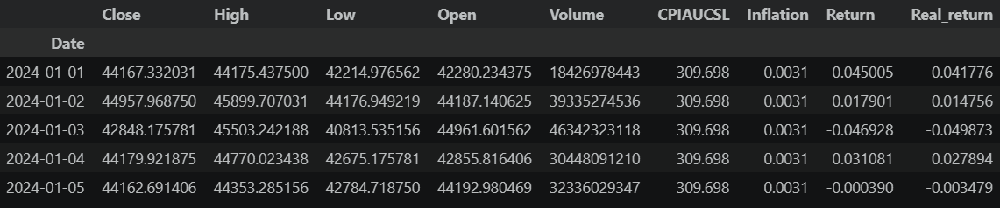 Close High Low Open Volume CPIAUCSL Inflation Return Real_return
Date
2024-01-01 44167.332031 44175.437500 42214.976562 42280.234375 18426978443 309.698 0.0031 0.045005 0.041776
2024-01-02 44957.968750 45899.707031 44176.949219 44187.140625 39335274536 309.698 0.0031 0.017901 0.014756
2024-01-03 42848.175781 45503.242188 40813.535156 44961.601562 46342323118 309.698 0.0031 -0.046928 -0.049873
2024-01-04 44179.921875 44770.023438 42675.175781 42855.816406 30448091210 309.698 0.0031 0.031081 0.027894
2024-01-05 44162.691406 44353.285156 42784.718750 44192.980469 32336029347 309.698 0.0031 -0.000390 -0.003479